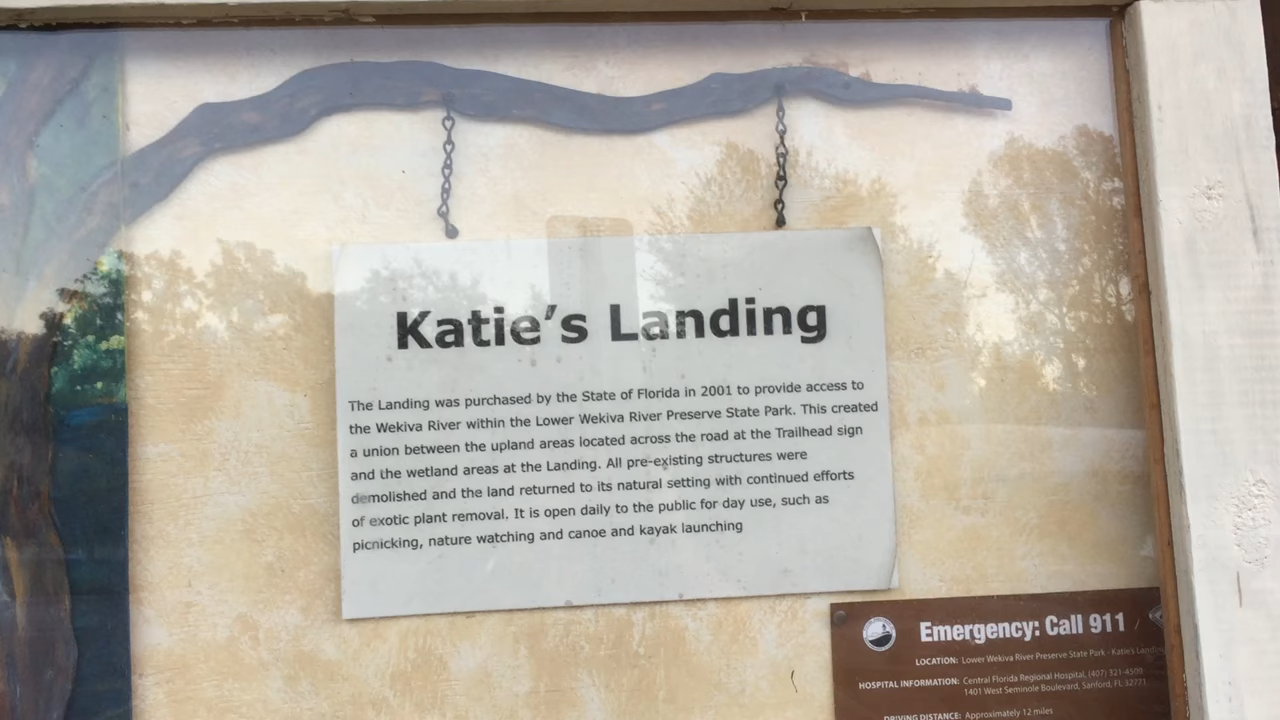 Katie's Landing
The Landing was purchased by the State of Florida in 2001 to provide access to
the Wekiva River within the Lower Wekiva River Preserve State Park. This created
a union between the upland areas located across the road at the Trailhead sign
and the wetland areas at the Landing. All pre-existing structures were
demolished and the land returned to its natural setting with continued efforts
of exotic plant removal. It is open daily to the public for day use, such as
picnicking, nature watching and canoe and kayak launching
Emergency: Call 911
LOCATION: Lower Wekiva River Preserve State Park - Katie's Landing
HOSPITAL INFORMATION: Central Florida Regional Hospital, (407) 321-4500
1401 West Seminole Boulevard, Sanford, FL 32771
DRIVING DISTANCE: Approximately 12 miles